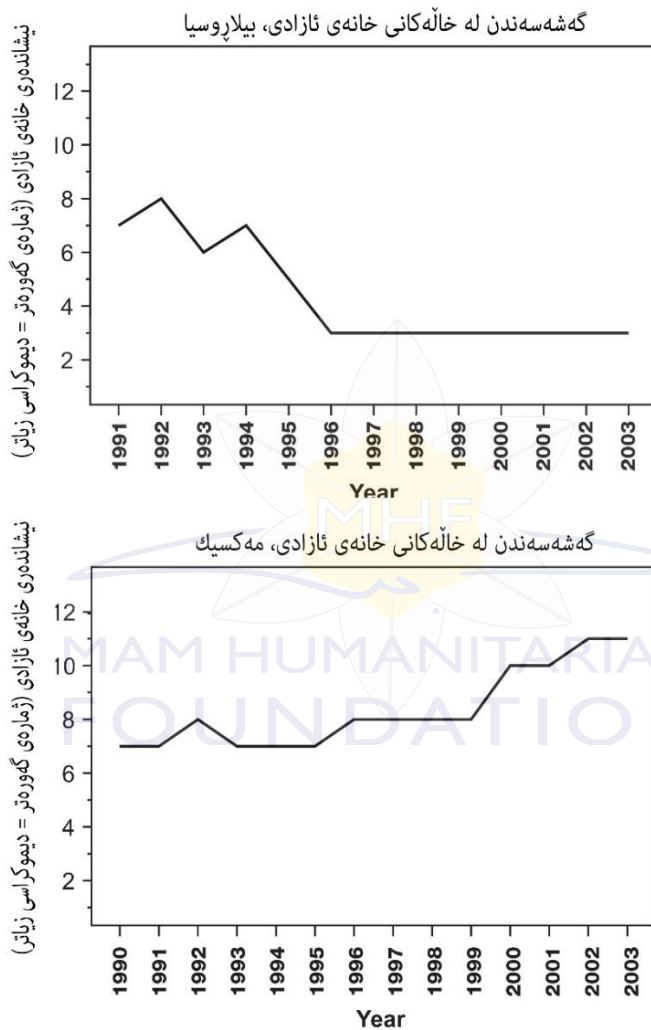 گەشەسەندن لە خاڵەکانی خانەی ئازادی، بیلاڕوسیا
نیشاندەری خانەی ئازادی (ژمارەی گەورەتر = دیموکراسی زیاتر)
12
10
8
6
4
2
1991 1992 1993 1994 1995 1996 1997 1998 1999 2000 2001 2002 2003
Year
MHF
گەشەسەندن لە خاڵەکانی خانەی ئازادی، مەکسیك
نیشاندەری خانەی ئازادی (ژمارەی گەورەتر = دیموکراسی زیاتر)
12
10
8
6
4
2
MAM HUMANITARIA
FOUNDATIO
1990 1991 1992 1993 1994 1995 1996 1997 1998 1999 2000 2001 2002 2003
Year